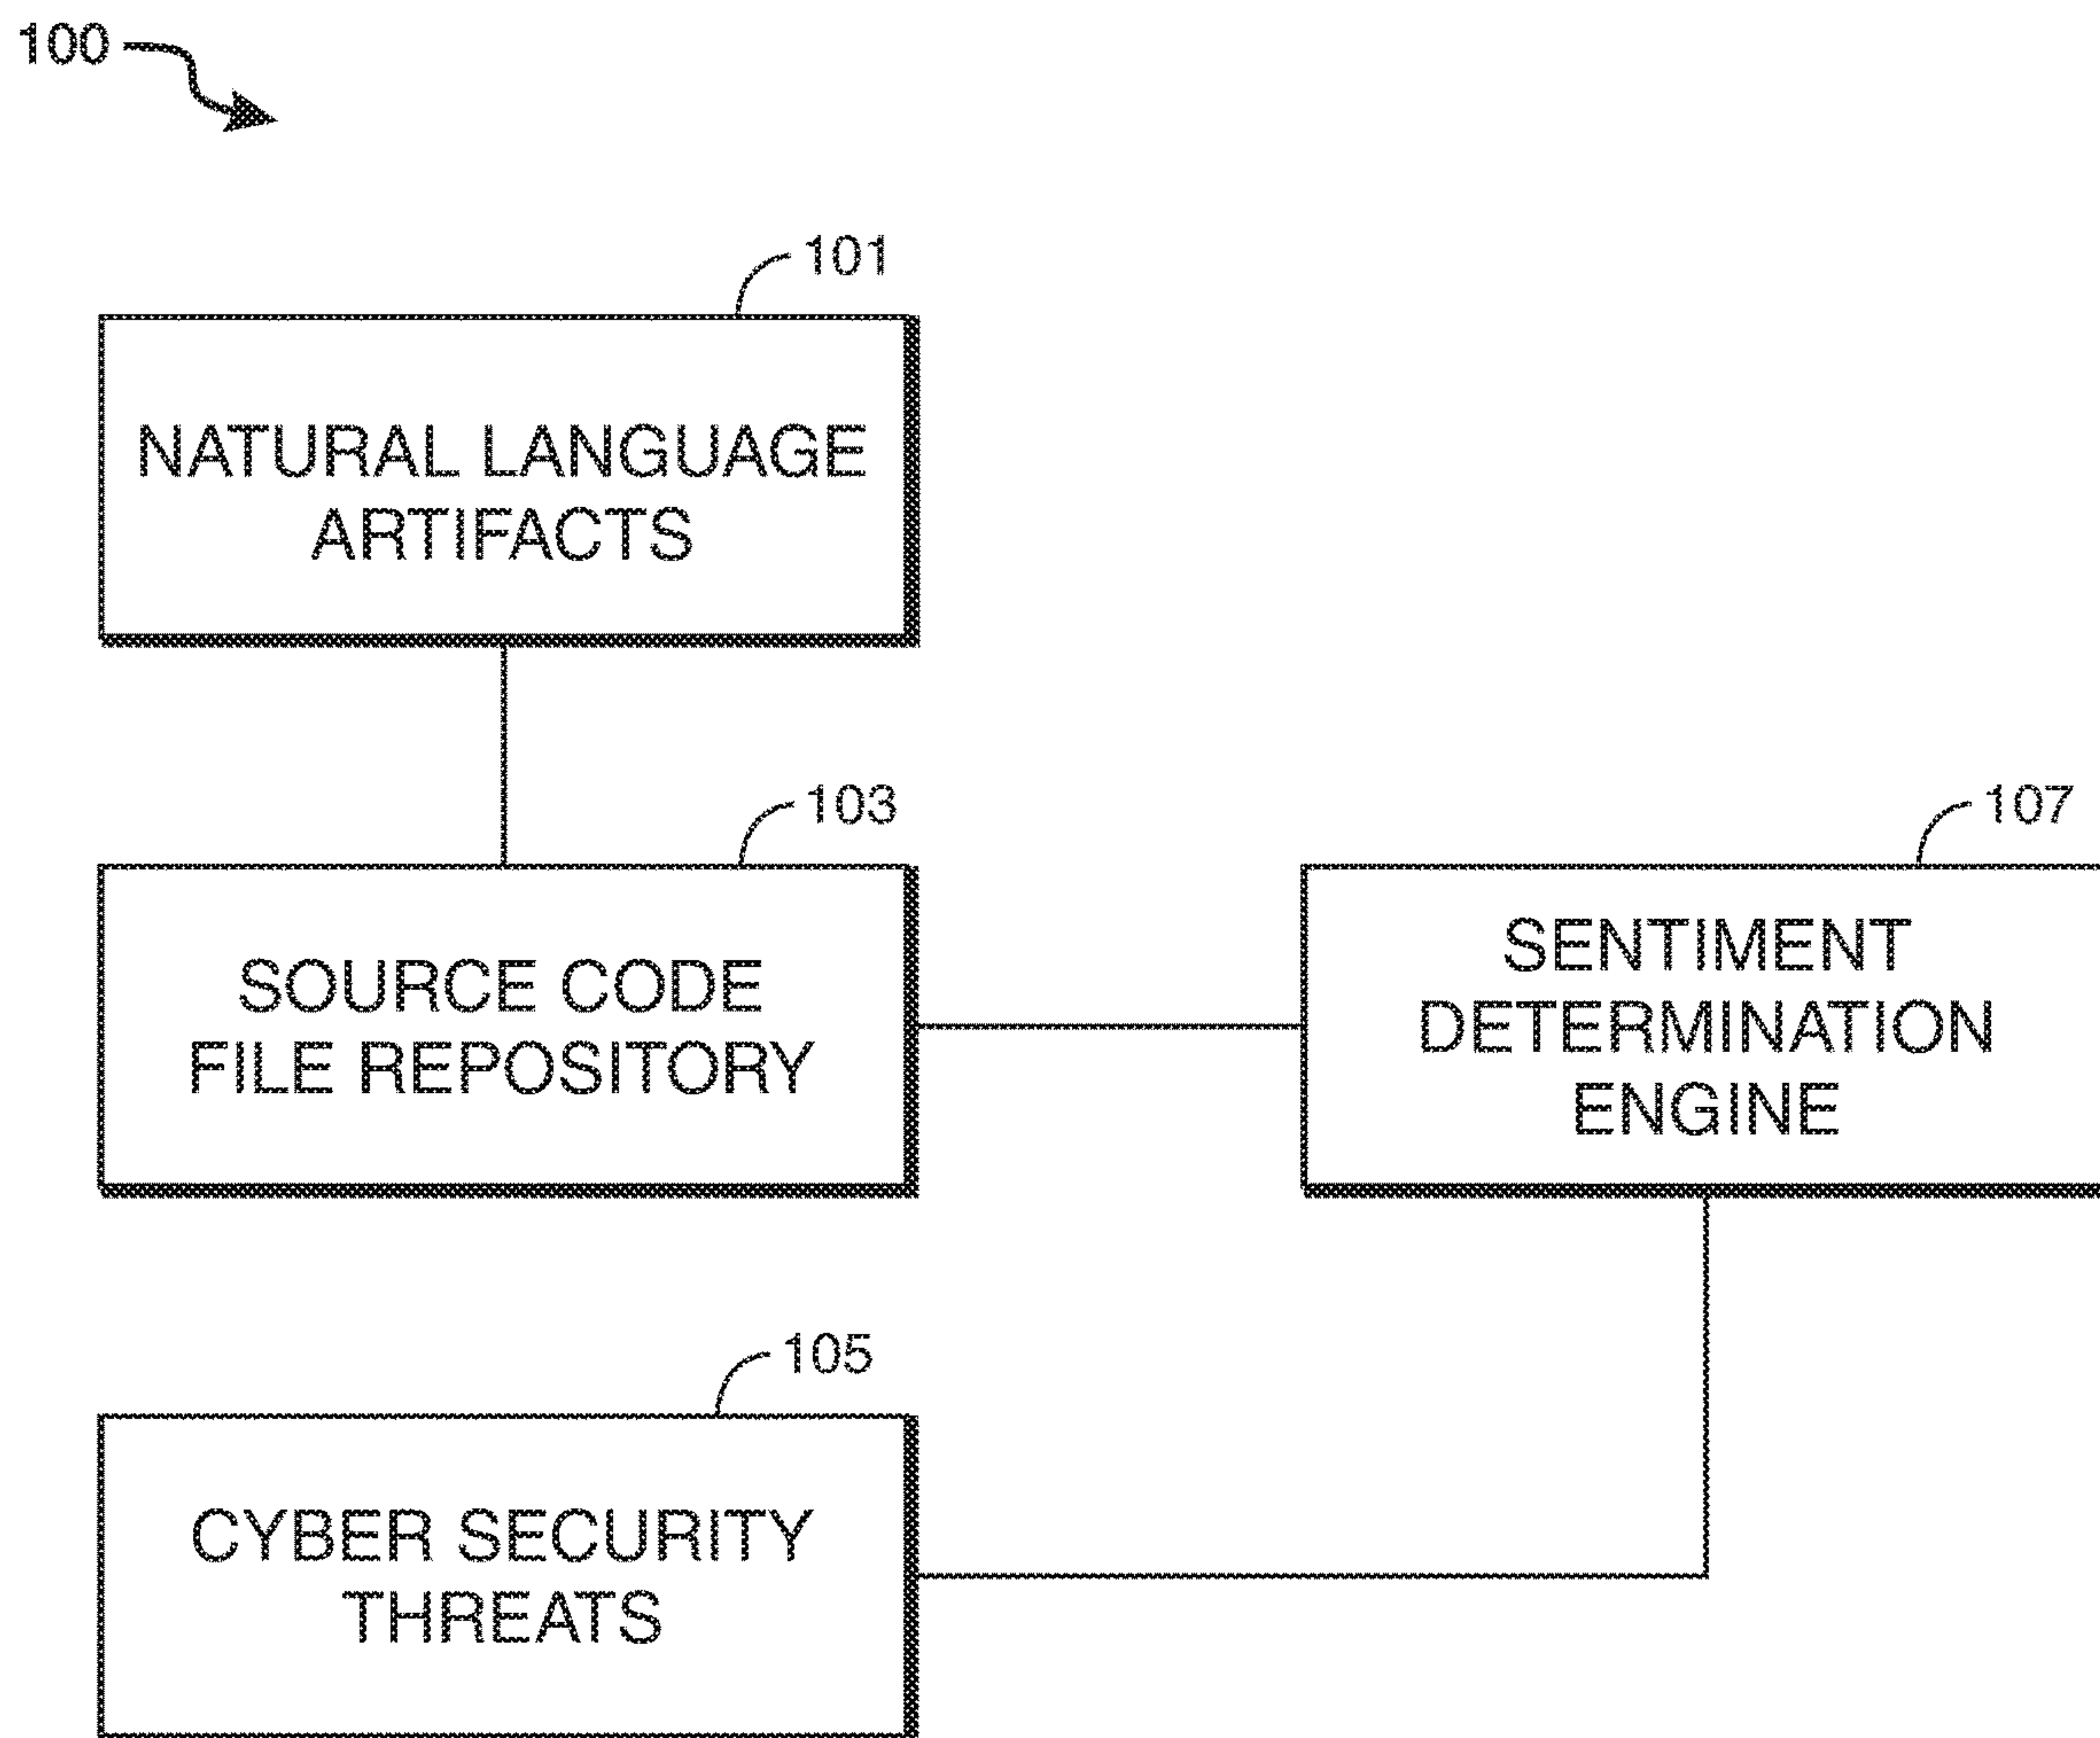 100
101
NATURAL LANGUAGE
ARTIFACTS
103
SOURCE CODE
FILE REPOSITORY
107
SENTIMENT
DETERMINATION
ENGINE
105
CYBER SECURITY
THREATS